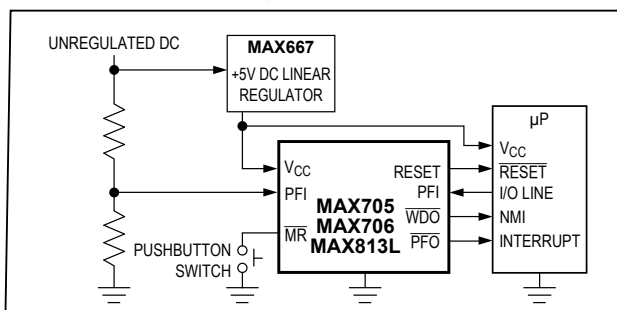 UNREGULATED DC
MAX667
+5V DC LINEAR
REGULATOR
µP
VCC
RESET
I/O LINE
NMI
INTERRUPT
VCC
PFI
MR
RESET
PFI
WDO
PFO
MAX705
MAX706
MAX813L
PUSHBUTTON
SWITCH